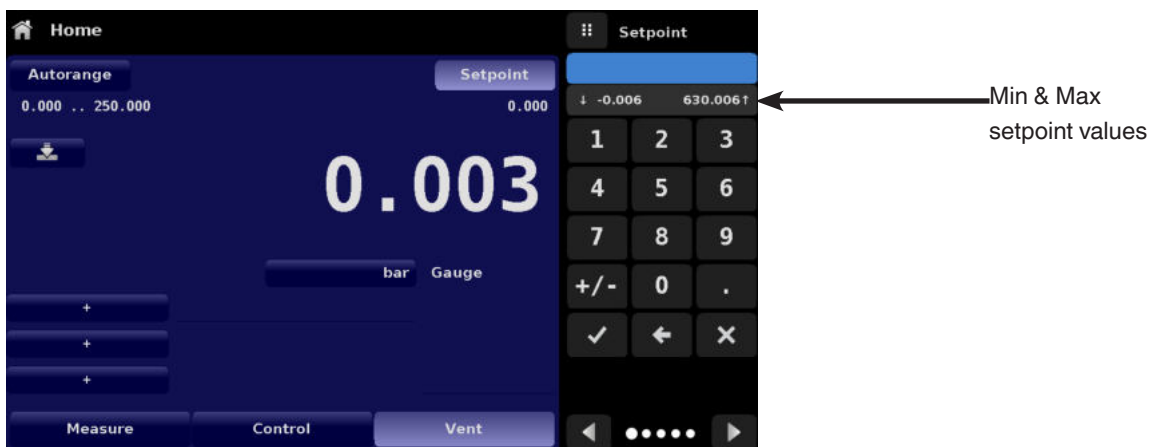 Home
Setpoint
Autorange
Setpoint
0.000 .. 250.000
0.000
↓ -0.006 630.006↑
Min & Max
setpoint values
1 2 3
0.003
4 5 6
7 8 9
bar Gauge
+/- 0 .
+
+
+
Measure Control Vent